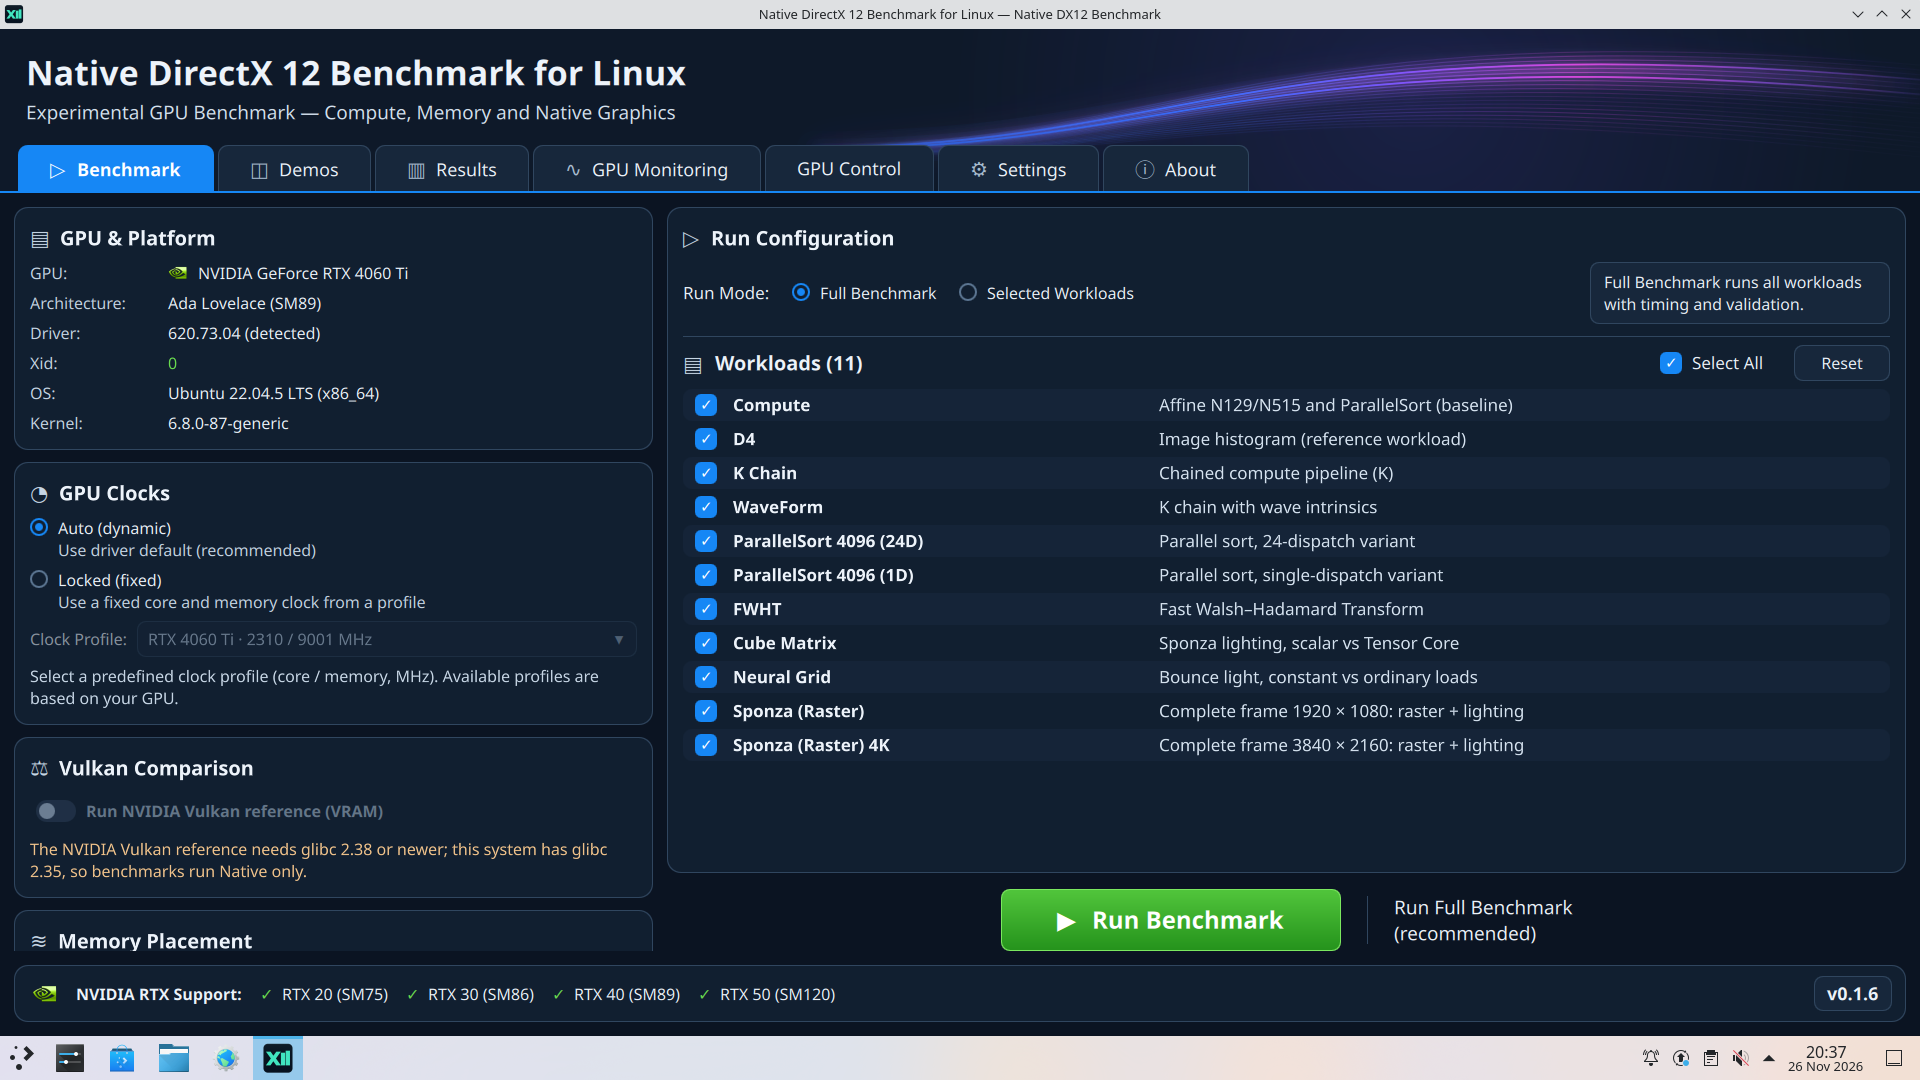 Native DirectX 12 Benchmark for Linux — Native DX12 Benchmark
Native DirectX 12 Benchmark for Linux
Experimental GPU Benchmark — Compute, Memory and Native Graphics
Benchmark
Demos
Results
GPU Monitoring
GPU Control
Settings
About
GPU & Platform
GPU: NVIDIA GeForce RTX 4060 Ti
Architecture: Ada Lovelace (SM89)
Driver: 620.73.04 (detected)
Xid: 0
OS: Ubuntu 22.04.5 LTS (x86_64)
Kernel: 6.8.0-87-generic
GPU Clocks
Auto (dynamic)
Use driver default (recommended)
Locked (fixed)
Use a fixed core and memory clock from a profile
Clock Profile: RTX 4060 Ti · 2310 / 9001 MHz
Select a predefined clock profile (core / memory, MHz). Available profiles are
based on your GPU.
Vulkan Comparison
Run NVIDIA Vulkan reference (VRAM)
The NVIDIA Vulkan reference needs glibc 2.38 or newer; this system has glibc
2.35, so benchmarks run Native only.
Memory Placement
Run Configuration
Run Mode: Full Benchmark Selected Workloads
Full Benchmark runs all workloads
with timing and validation.
Workloads (11)
Select All
Reset
Compute Affine N129/N515 and ParallelSort (baseline)
D4 Image histogram (reference workload)
K Chain Chained compute pipeline (K)
WaveForm K chain with wave intrinsics
ParallelSort 4096 (24D) Parallel sort, 24-dispatch variant
ParallelSort 4096 (1D) Parallel sort, single-dispatch variant
FWHT Fast Walsh–Hadamard Transform
Cube Matrix Sponza lighting, scalar vs Tensor Core
Neural Grid Bounce light, constant vs ordinary loads
Sponza (Raster) Complete frame 1920 × 1080: raster + lighting
Sponza (Raster) 4K Complete frame 3840 × 2160: raster + lighting
Run Benchmark
Run Full Benchmark
(recommended)
NVIDIA RTX Support: ✓ RTX 20 (SM75) ✓ RTX 30 (SM86) ✓ RTX 40 (SM89) ✓ RTX 50 (SM120)
v0.1.6
20:37
26 Nov 2026